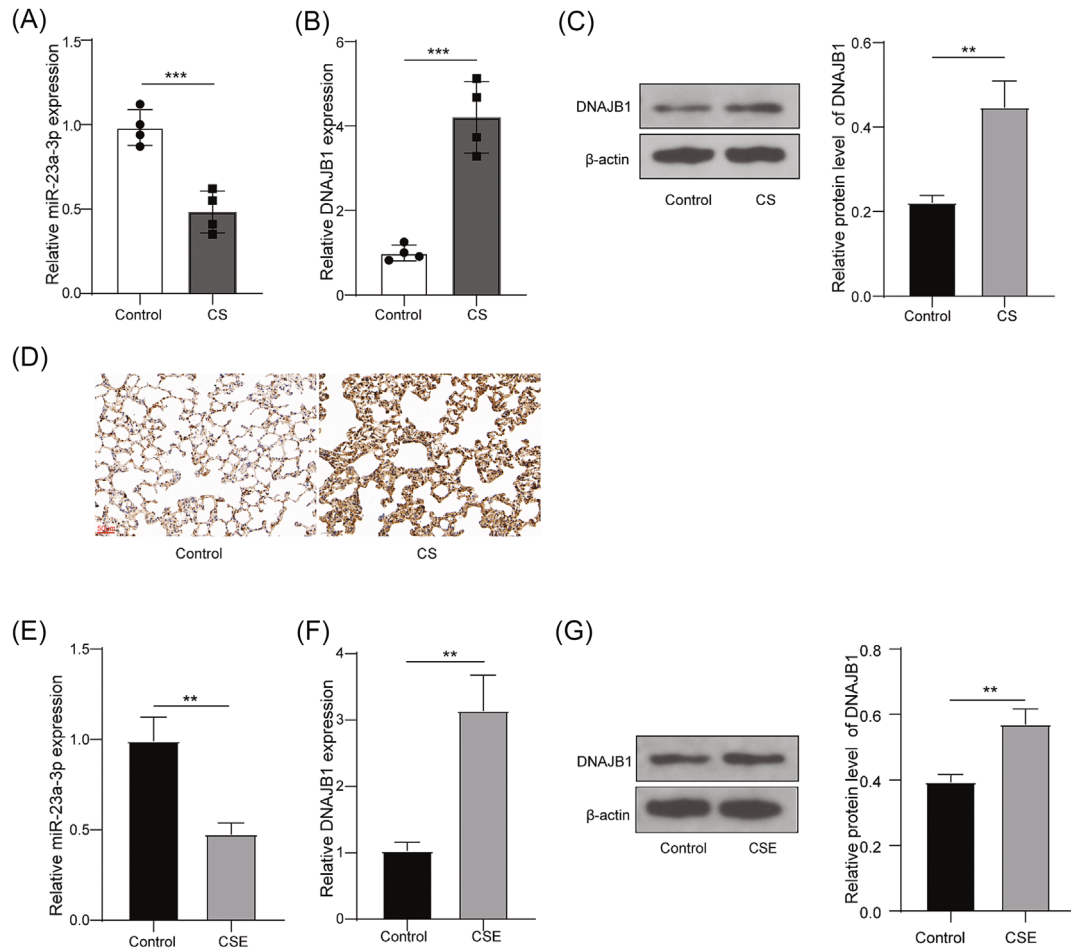 (A)
Relative miR-23a-3p expression
1.5
1.0
0.5
0.0
***
Control
CS
(B)
Relative DNAJB1 expression
6
4
2
0
***
Control
CS
(C)
DNAJB1
β-actin
Control
CS
Relative protein level of DNAJB1
0.6
0.4
0.2
0.0
**
Control
CS
(D)
Control
CS
(E)
Relative miR-23a-3p expression
1.5
1.0
0.5
0.0
**
Control
CSE
(F)
Relative DNAJB1 expression
4
3
2
1
0
**
Control
CSE
(G)
DNAJB1
β-actin
Control
CSE
Relative protein level of DNAJB1
0.8
0.6
0.4
0.2
0.0
**
Control
CSE